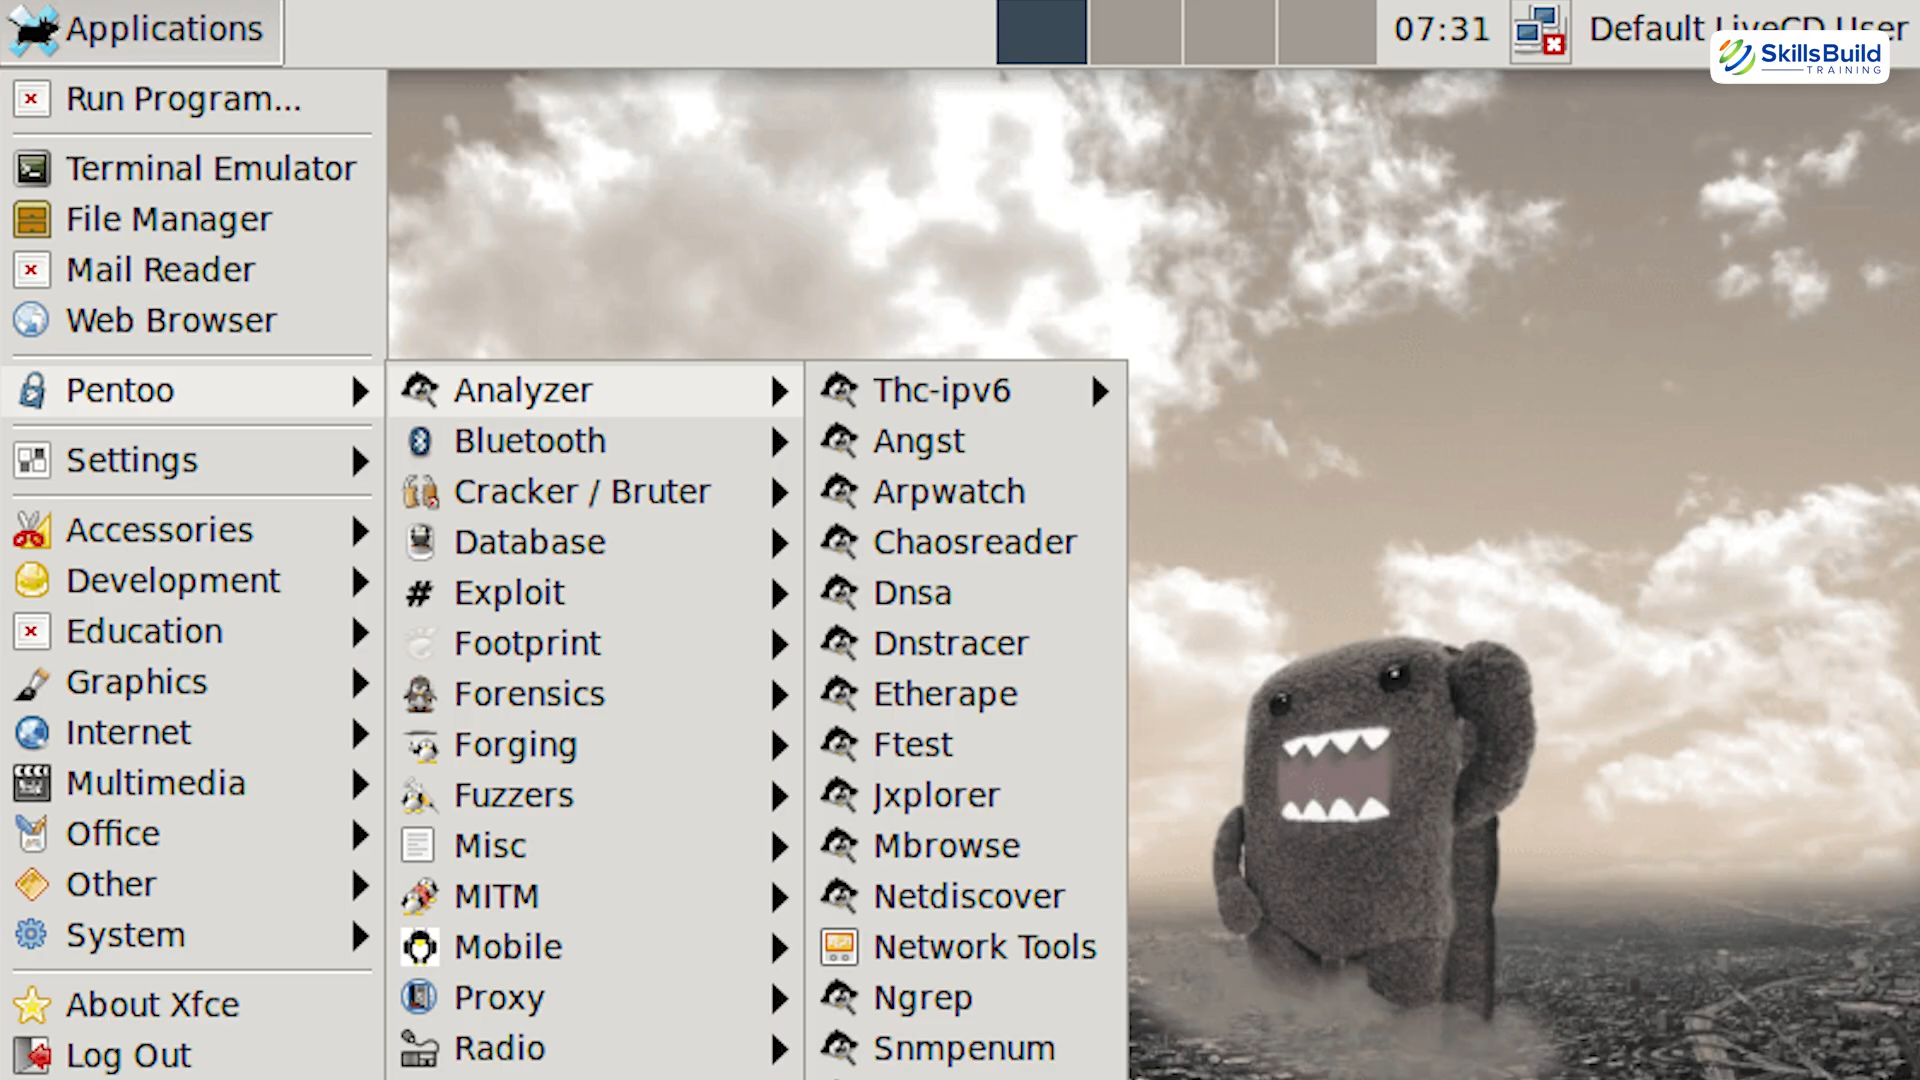 Applications
07:31
Default LiveCD User
SkillsBuild
TRAINING
Run Program...
Terminal Emulator
File Manager
Mail Reader
Web Browser
Pentoo
Settings
Accessories
Development
Education
Graphics
Internet
Multimedia
Office
Other
System
About Xfce
Log Out
Analyzer
Bluetooth
Cracker / Bruter
Database
Exploit
Footprint
Forensics
Forging
Fuzzers
Misc
MITM
Mobile
Proxy
Radio
Thc-ipv6
Angst
Arpwatch
Chaosreader
Dnsa
Dnstracer
Etherape
Ftest
Jxplorer
Mbrowse
Netdiscover
Network Tools
Ngrep
Snmpenum